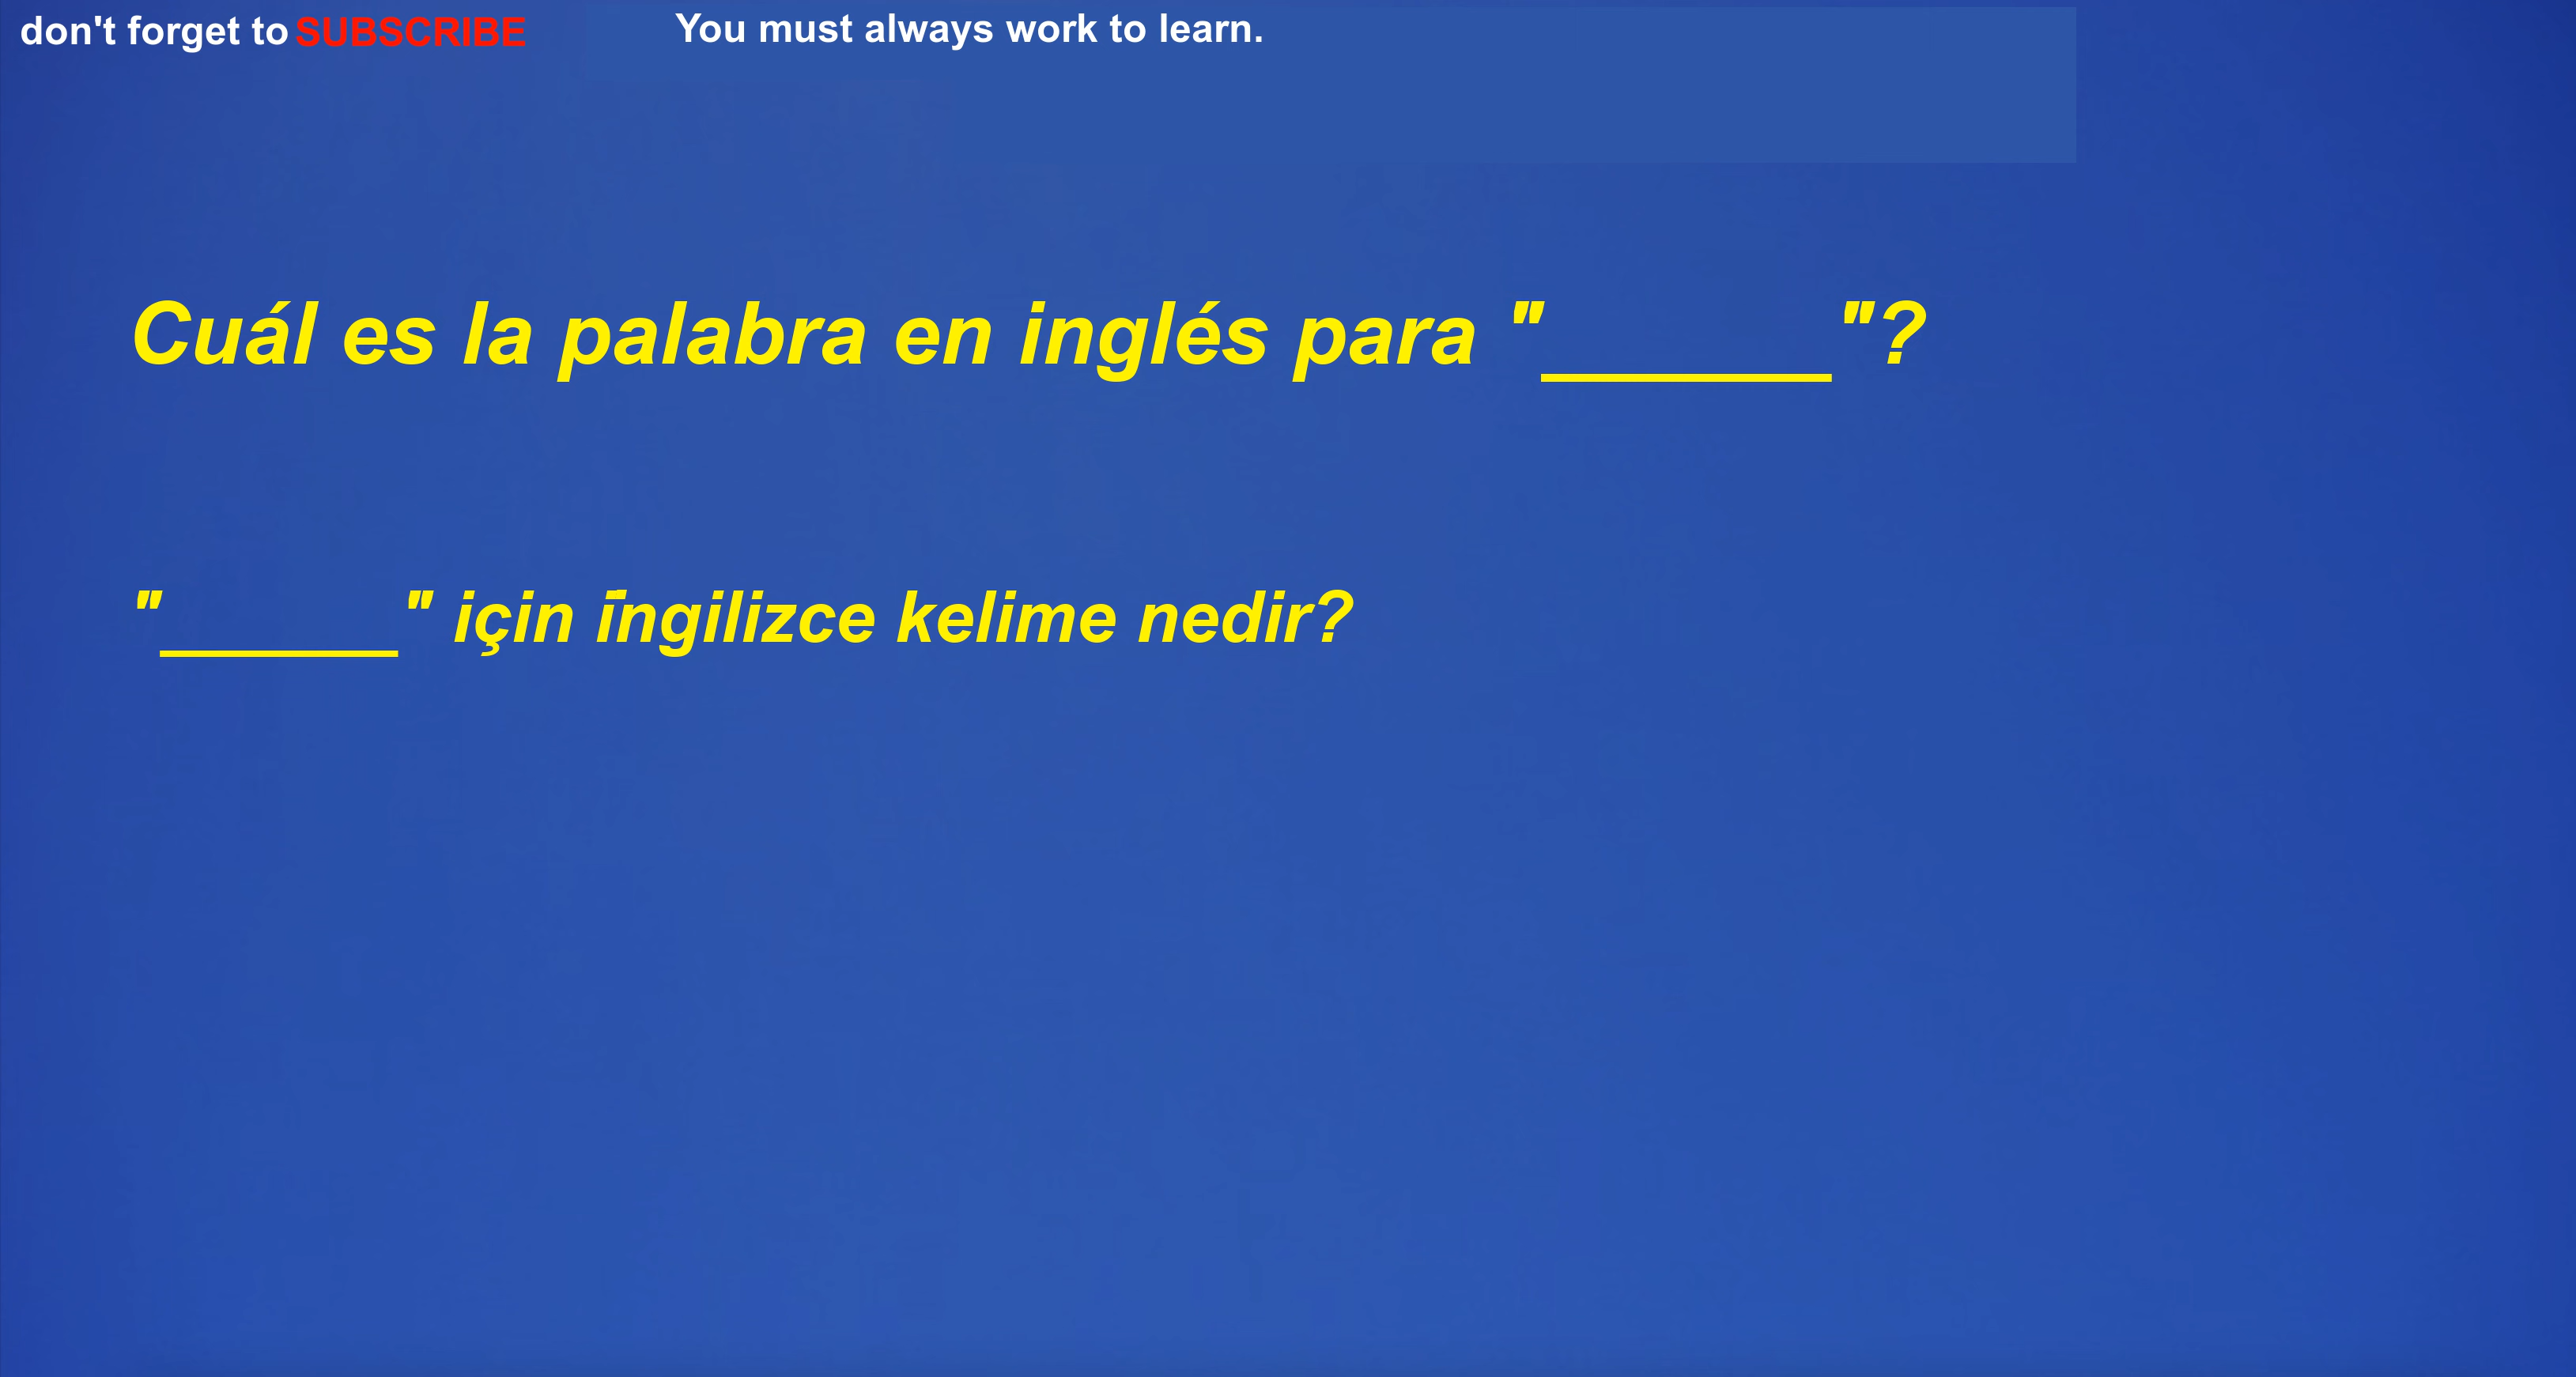 don't forget to SUBSCRIBE You must always work to learn.
Cuál es la palabra en inglés para "______"?
"______" için ingilizce kelime nedir?